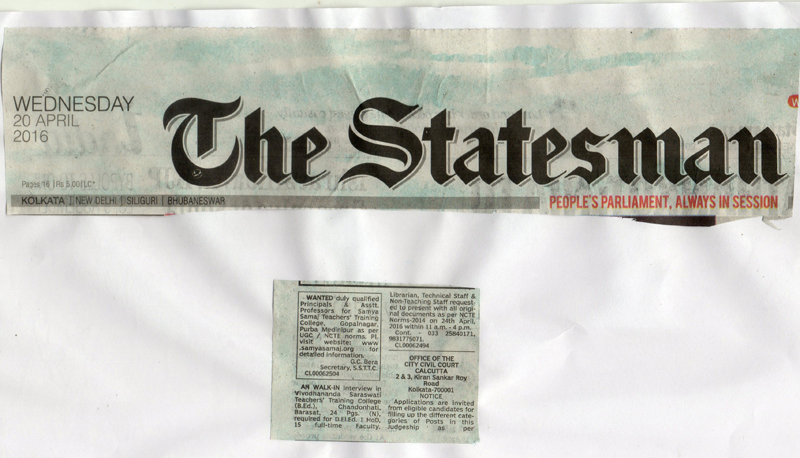 WEDNESDAY
20 APRIL
2016
The Statesman
Pages 16 | Rs 5.00 | LC*
KOLKATA | NEW DELHI | SILIGURI | BHUBANESWAR
PEOPLE'S PARLIAMENT, ALWAYS IN SESSION
WANTED duly qualified
Principals & Asstt.
Professors for Samya
Samaj Teachers' Training
College, Gopalnagar,
Purba Medinipur as per
UGC / NCTE norms. Pl.
visit website: www
.samyasamaj.org for
detailed information.
G.C. Bera
Secretary, S.S.T.T.C.
CL00062504
AN WALK-IN interview in
Vivodhananda Saraswati
Teachers' Training College
(B.Ed.), Chandonhati,
Barasat, 24 Pgs. (N),
required for D.El.Ed. 1 HoD,
15 full-time Faculty,
Librarian, Technical Staff &
Non-Teaching Staff request-
ed to present with all origi-
nal documents as per NCTE
Norms-2014 on 24th April,
2016 within 11 a.m. - 4 p.m.
Cont. - 033 25840171,
9831775071.
CL00062494
OFFICE OF THE
CITY CIVIL COURT
CALCUTTA
2 & 3, Kiran Sankar Roy
Road
Kolkata-700001
NOTICE
Applications are invited
from eligible candidates for
filling up the different cate-
gories of Posts in this
Judgeship as per